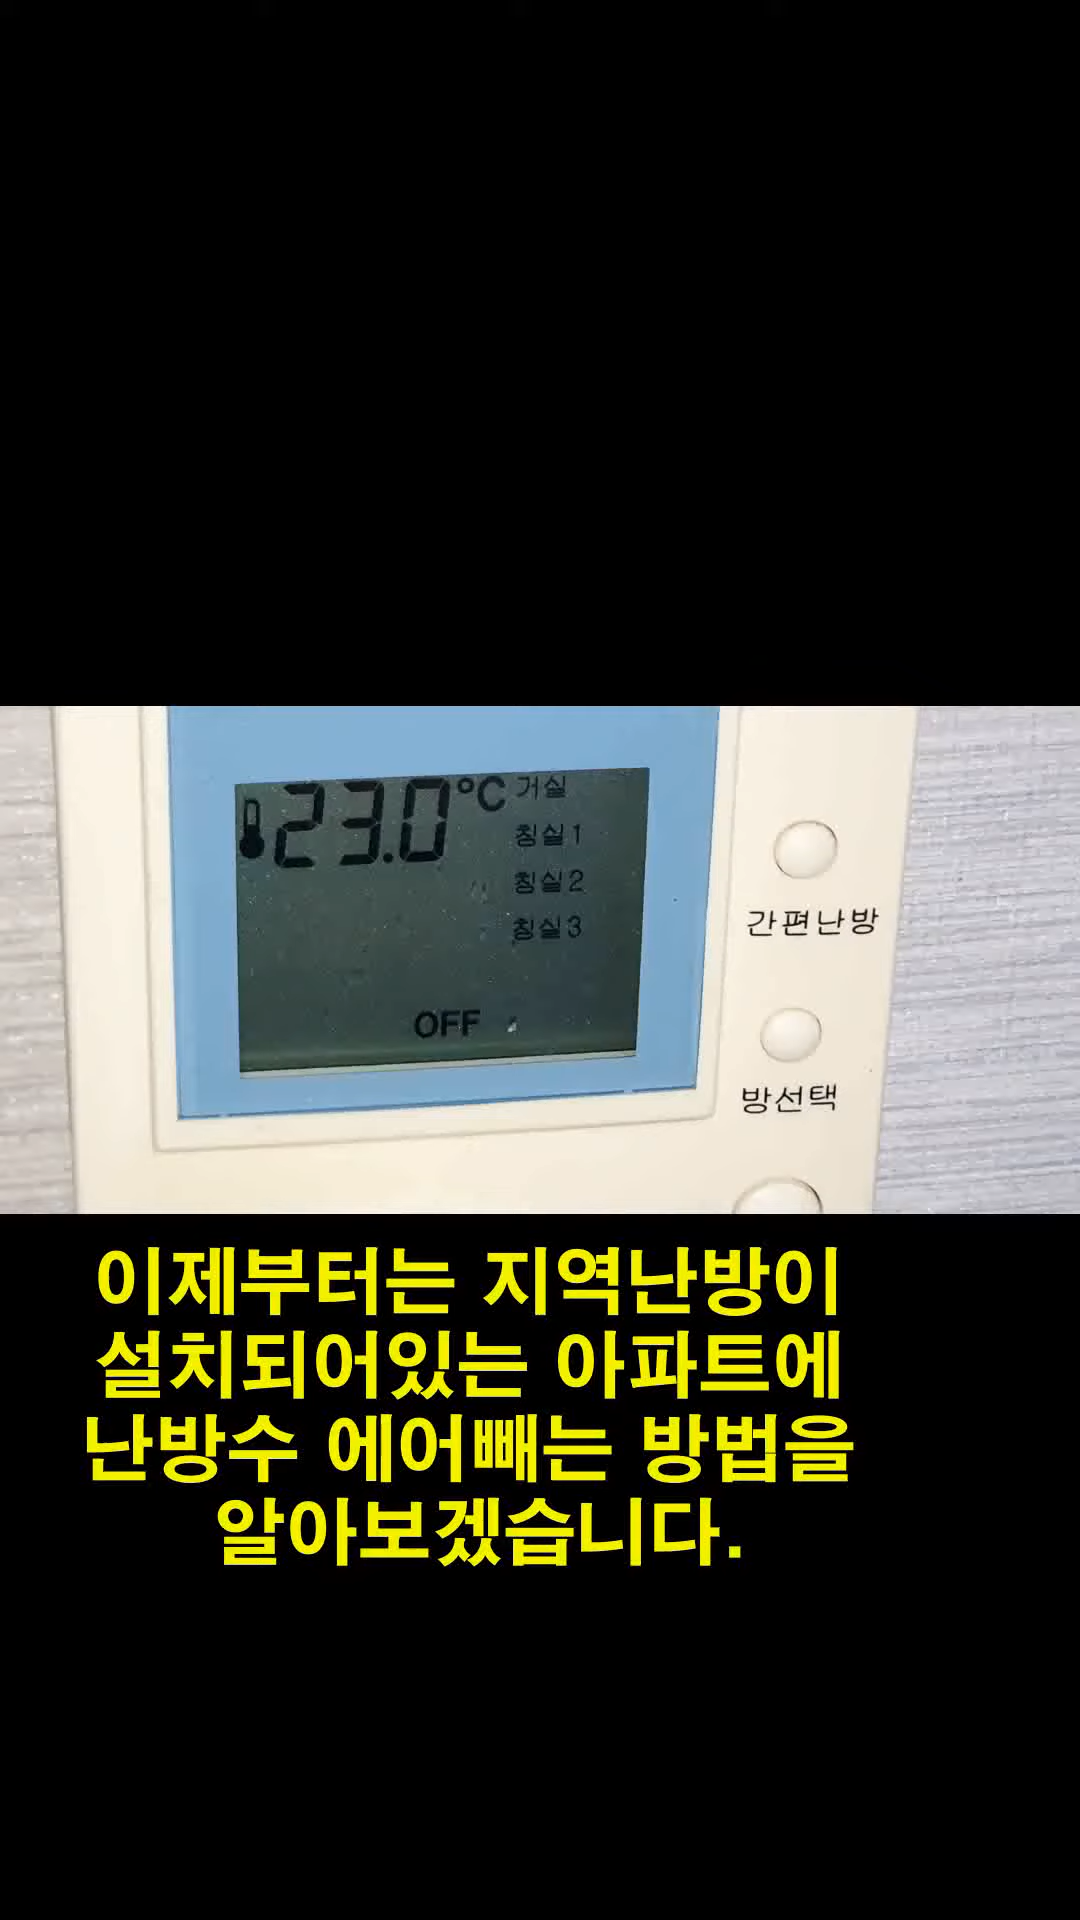 23.0°C 거실
침실1
침실2
침실3
OFF
간편난방
방선택
이제부터는 지역난방이
설치되어있는 아파트에
난방수 에어빼는 방법을
알아보겠습니다.